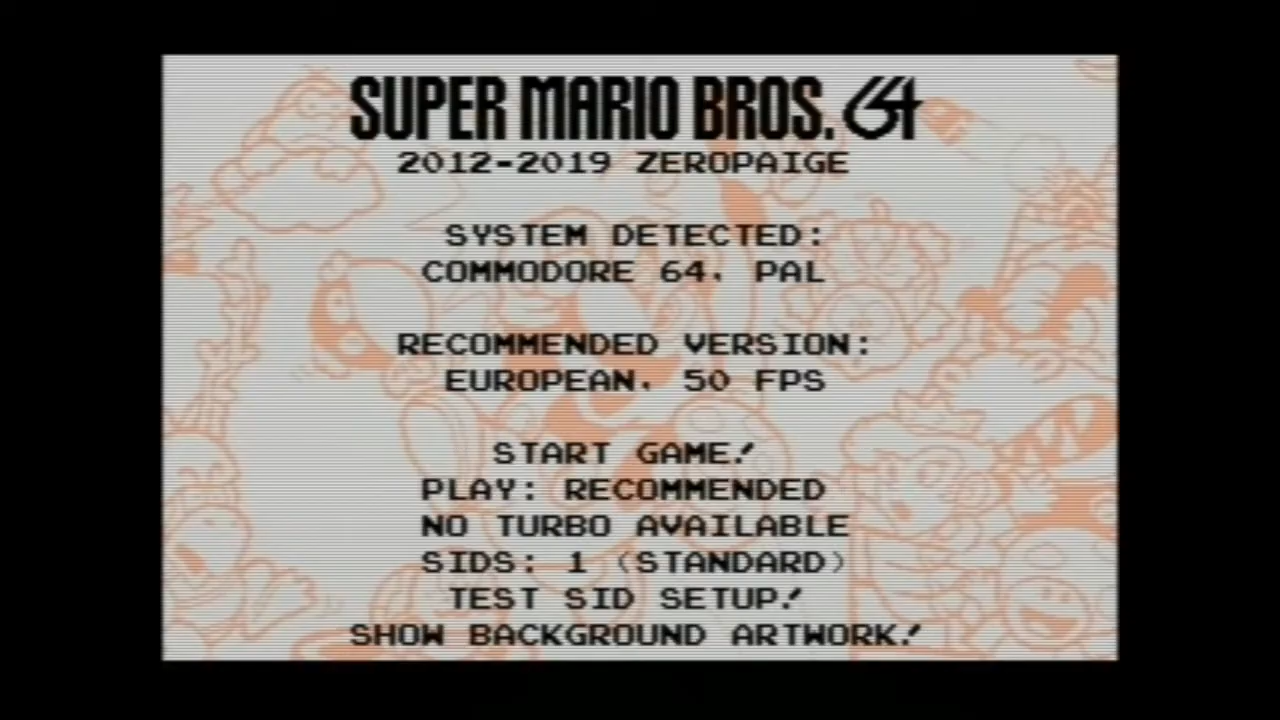 SUPER MARIO BROS. 64
2012-2019 ZEROPAIGE
SYSTEM DETECTED:
COMMODORE 64. PAL
RECOMMENDED VERSION:
EUROPEAN. 50 FPS
START GAME!
PLAY: RECOMMENDED
NO TURBO AVAILABLE
SIDS: 1 (STANDARD)
TEST SID SETUP!
SHOW BACKGROUND ARTWORK!